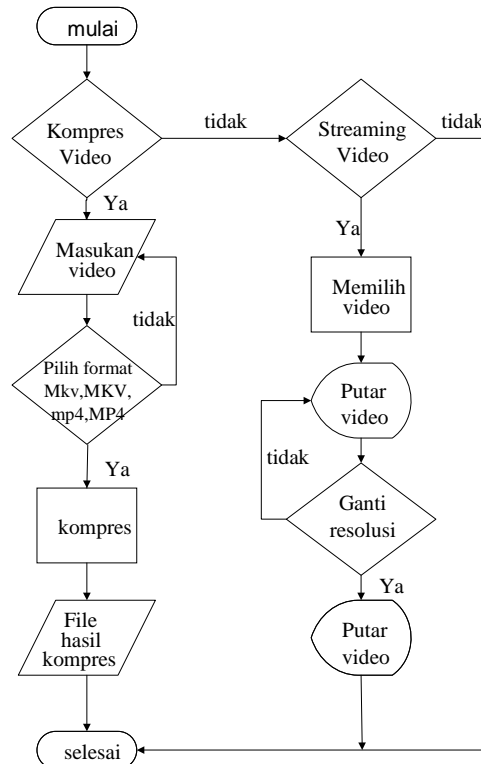 mulai
Kompres
Video
tidak
Streaming
Video
tidak
Ya
Masukan
video
tidak
Pilih format
Mkv,MKV,
mp4,MP4
Ya
kompres
File
hasil
kompres
Ya
Memilih
video
Putar
video
tidak
Ganti
resolusi
Ya
Putar
video
selesai